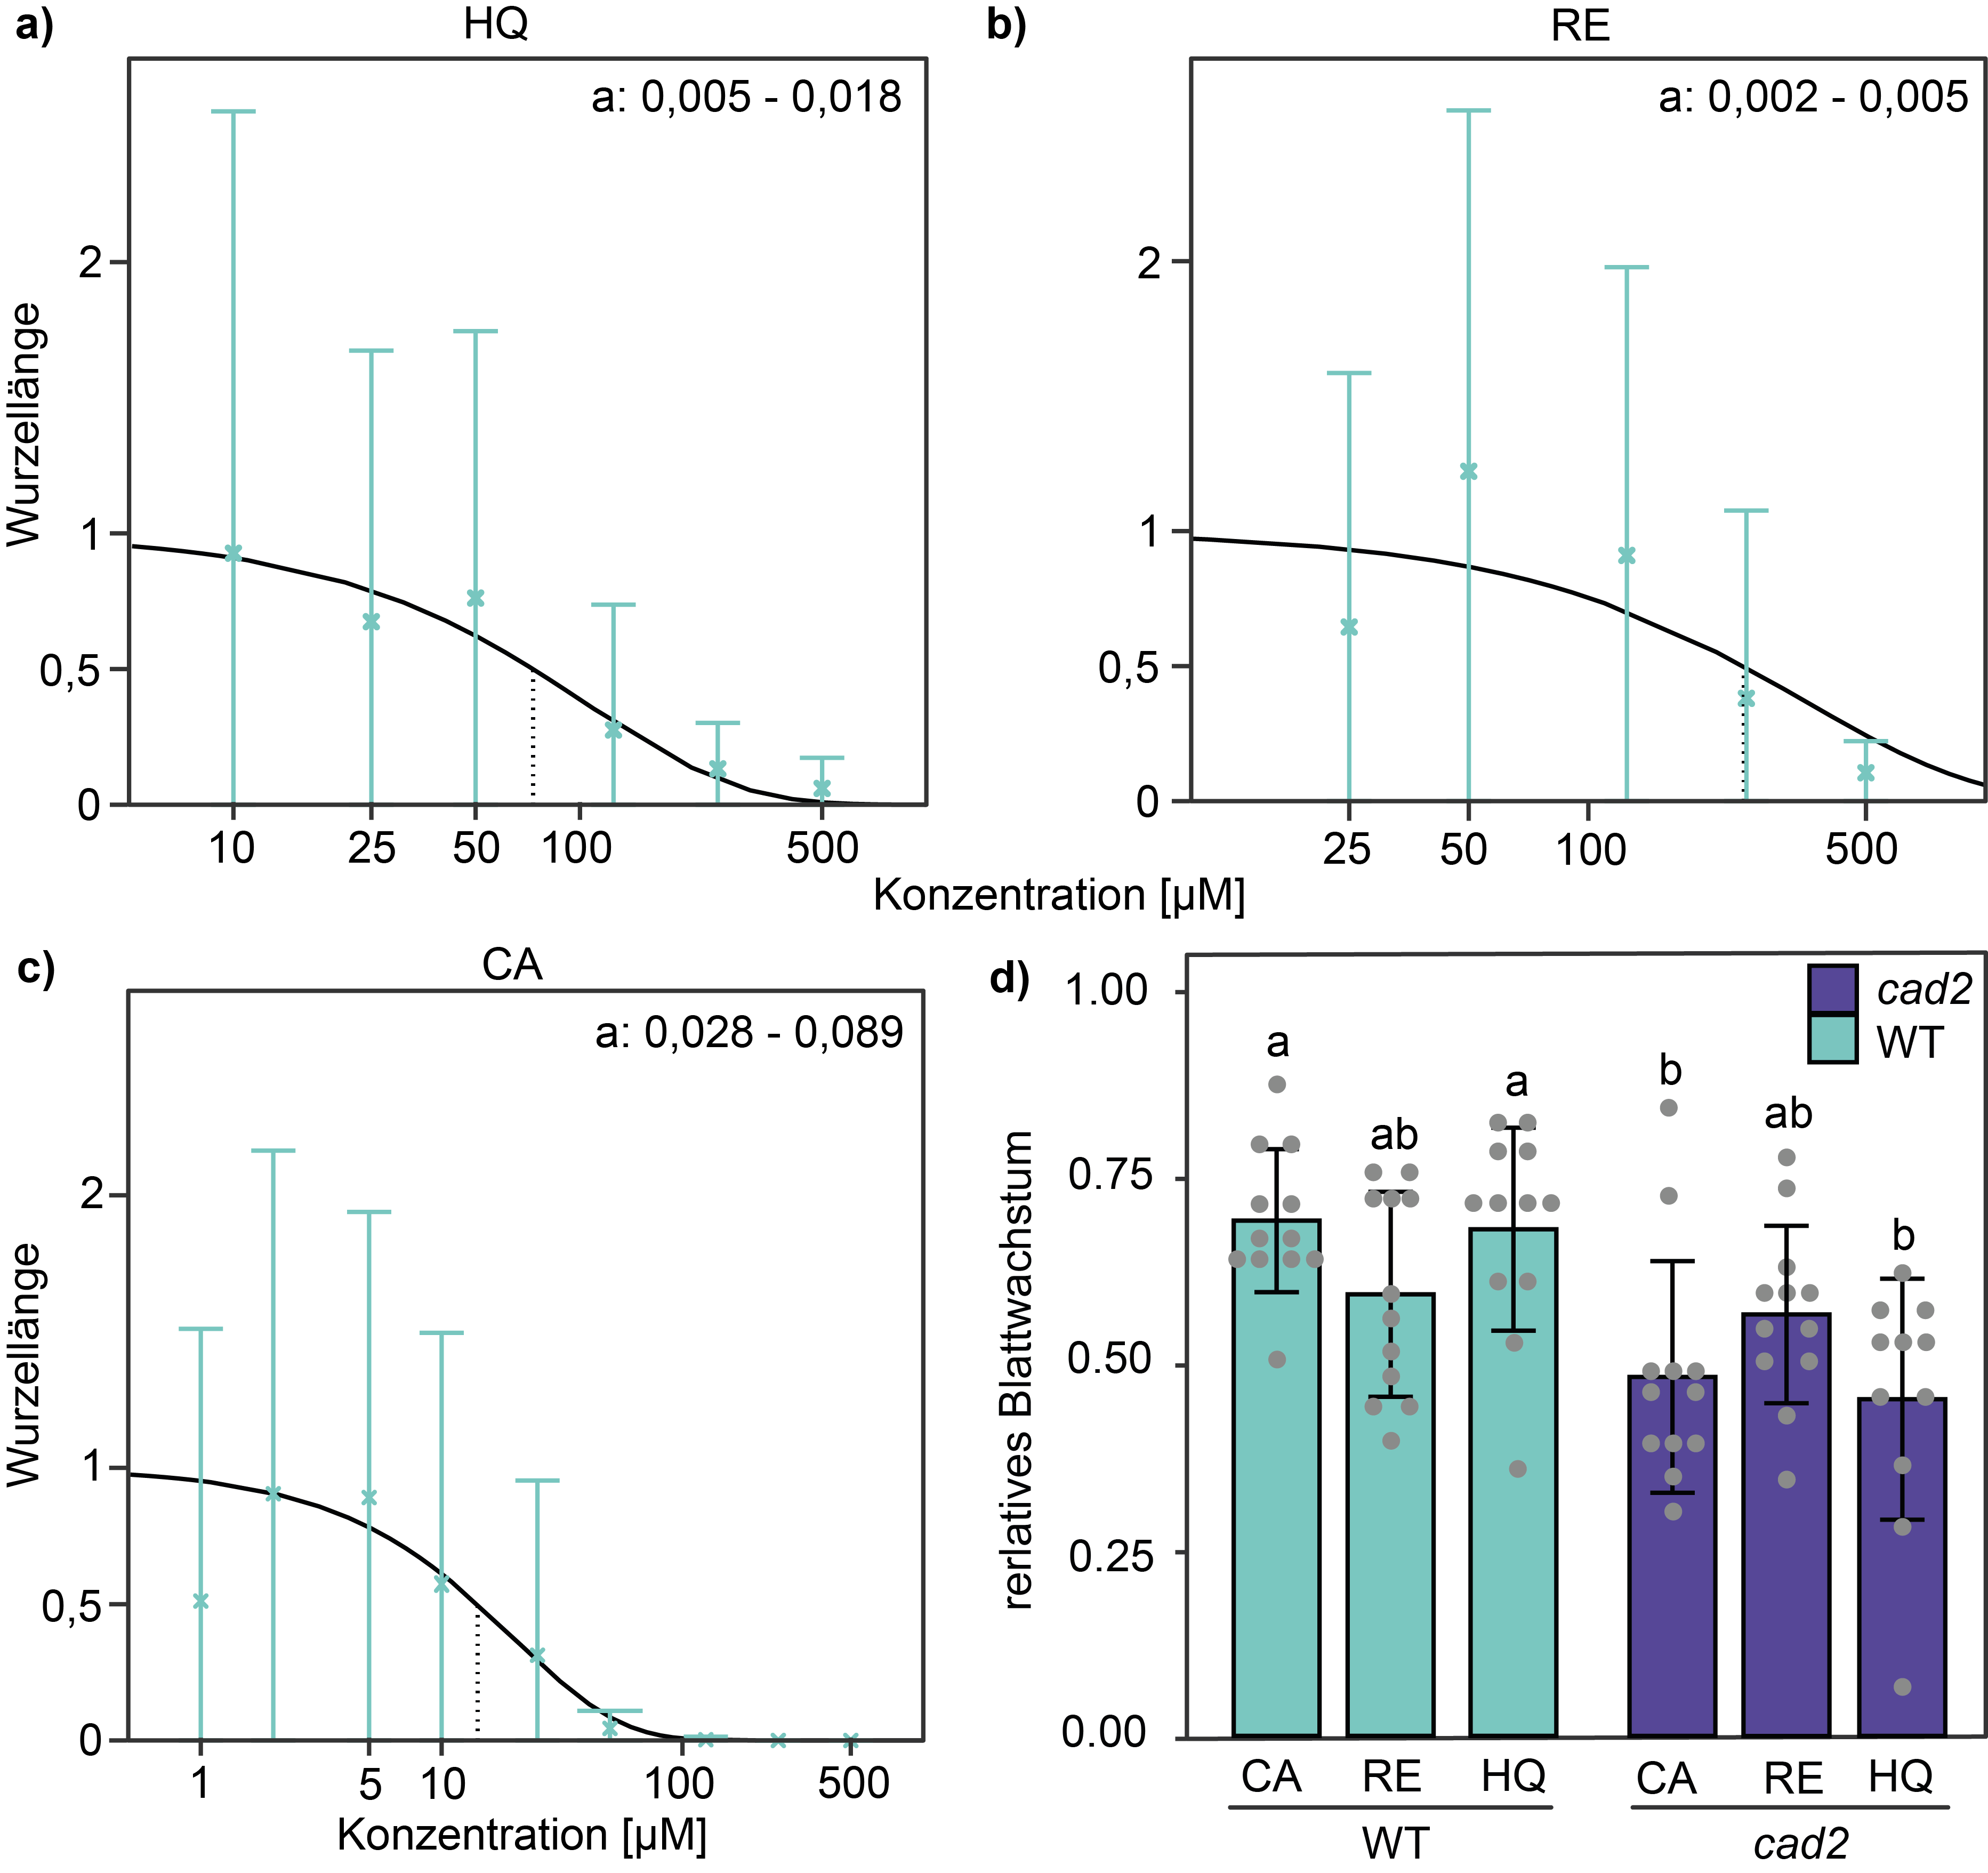 a)
HQ
a: 0,005 - 0,018
2
1
0,5
0
Wurzellänge
10 25 50 100 500
b)
RE
a: 0,002 - 0,005
2
1
0,5
0
25 50 100 500
Konzentration [µM]
c)
CA
a: 0,028 - 0,089
2
1
0,5
0
Wurzellänge
1 5 10 100 500
Konzentration [µM]
d)
cad2
WT
1.00
0.75
0.50
0.25
0.00
rerlatives Blattwachstum
a ab a b ab b
CA RE HQ CA RE HQ
WT cad2